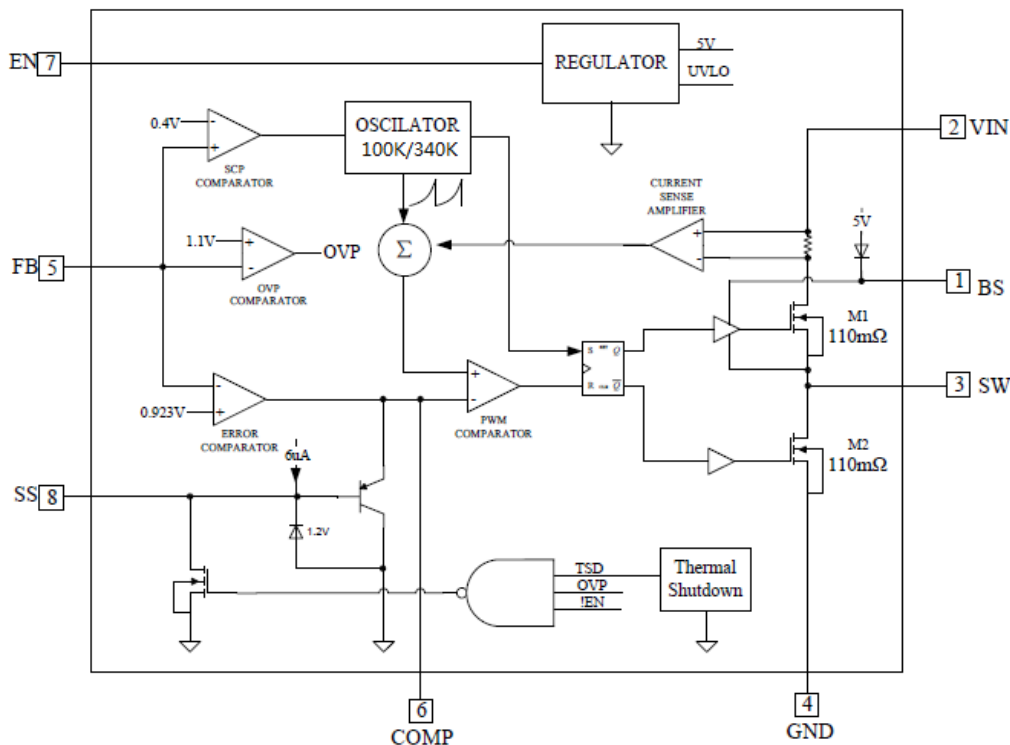 EN 7
REGULATOR
5V
UVLO
0.4V
-
+
SCP
COMPARATOR
OSCILATOR
100K/340K
2 VIN
CURRENT
SENSE
AMPLIFIER
+
-
5V
1.1V
+
-
OVP
OVP
COMPARATOR
Σ
FB 5
1 BS
M1
110mΩ
S
Q
R
Q
+
-
PWM
COMPARATOR
3 SW
-
0.923V
+
ERROR
COMPARATOR
M2
110mΩ
6uA
SS 8
1.2V
TSD
OVP
!EN
Thermal
Shutdown
6
COMP
4
GND